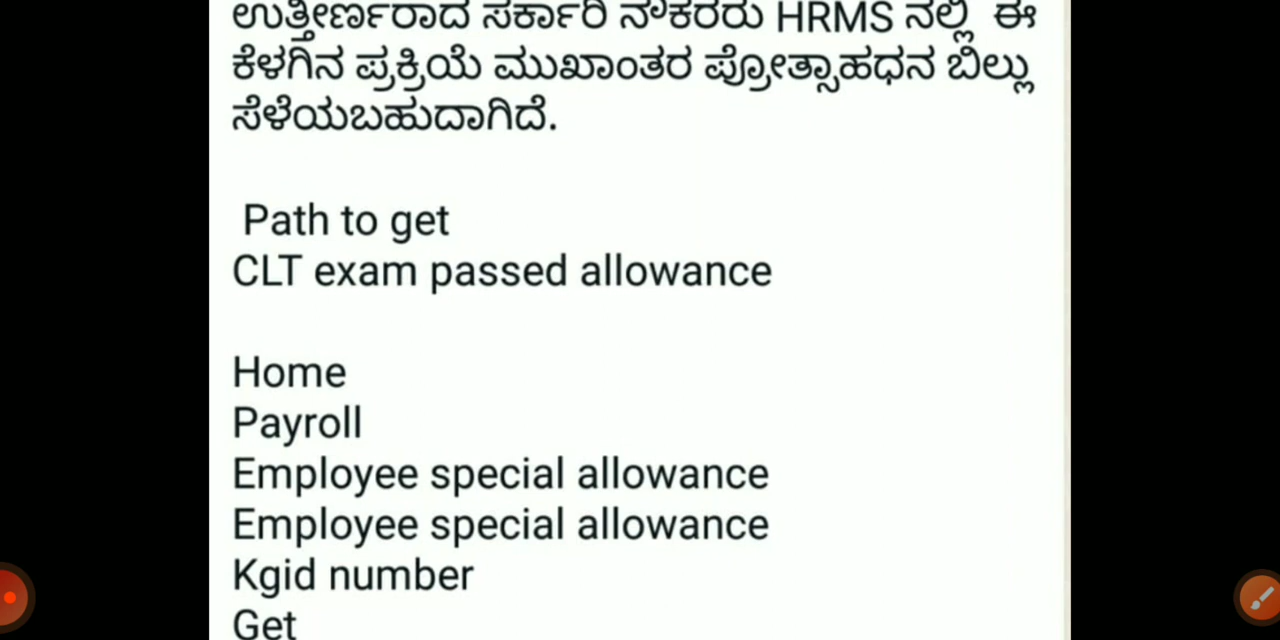 ಉತ್ತೀರ್ಣರಾದ ಸರ್ಕಾರಿ ನೌಕರರು HRMS ನಲ್ಲಿ ಈ
ಕೆಳಗಿನ ಪ್ರಕ್ರಿಯೆ ಮುಖಾಂತರ ಪ್ರೋತ್ಸಾಹಧನ ಬಿಲ್ಲು
ಸೆಳೆಯಬಹುದಾಗಿದೆ.
Path to get
CLT exam passed allowance
Home
Payroll
Employee special allowance
Employee special allowance
Kgid number
Get